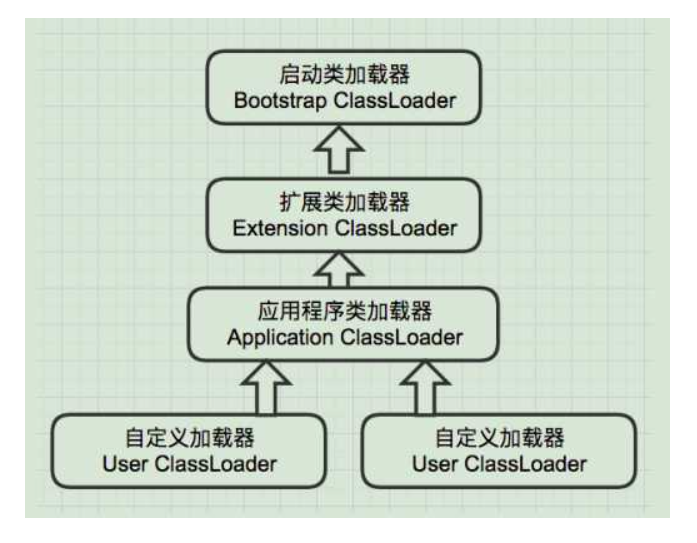 启动类加载器
Bootstrap ClassLoader
扩展类加载器
Extension ClassLoader
应用程序类加载器
Application ClassLoader
自定义加载器
User ClassLoader
自定义加载器
User ClassLoader